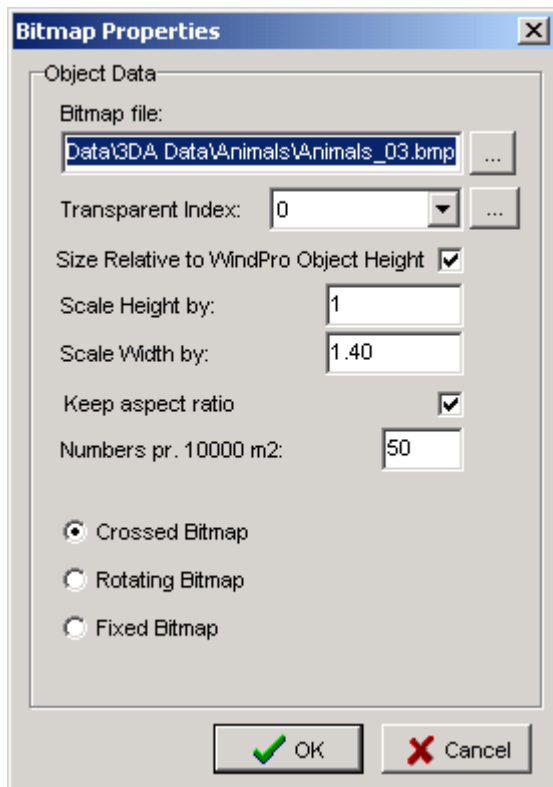 Bitmap Properties
Object Data
Bitmap file:
Data\3DA Data\Animals\Animals_03.bmp
...
Transparent Index:
0
...
Size Relative to WindPro Object Height
Scale Height by:
1
Scale Width by:
1.40
Keep aspect ratio
Numbers pr. 10000 m2:
50
Crossed Bitmap
Rotating Bitmap
Fixed Bitmap
OK
Cancel